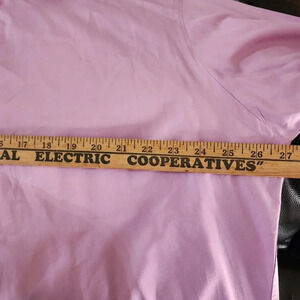 17 18 19 20 21 22 23 24 25 26 27
AL ELECTRIC COOPERATIVES"